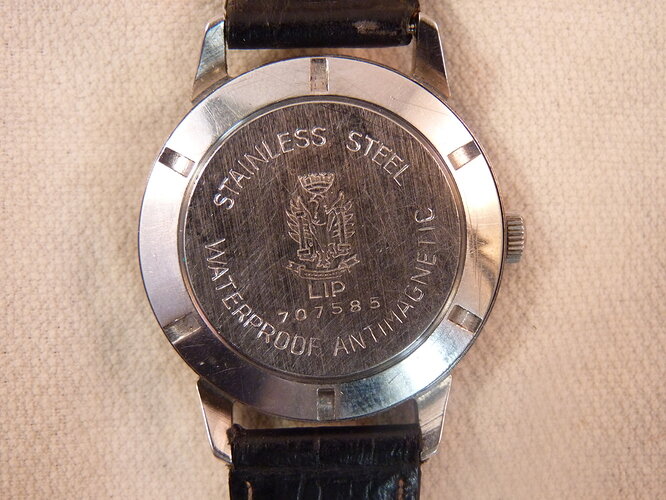 STAINLESS STEEL
LIP
707585
WATERPROOF ANTIMAGNETIC